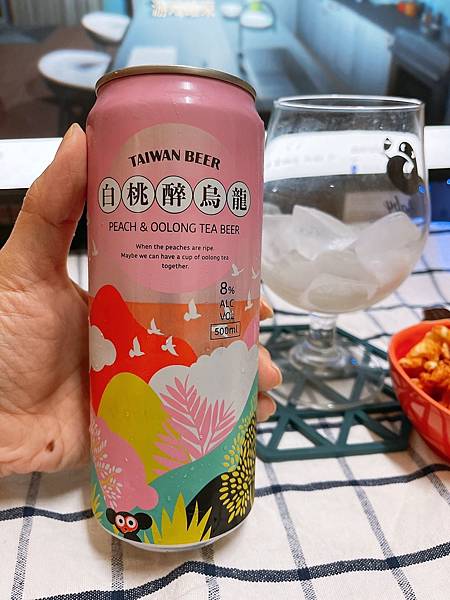 TAIWAN BEER
白桃醉烏龍
PEACH & OOLONG TEA BEER
When the peaches are ripe.
Maybe we can have a cup of oolong tea
together.
8%
ALC
VOL
500ml